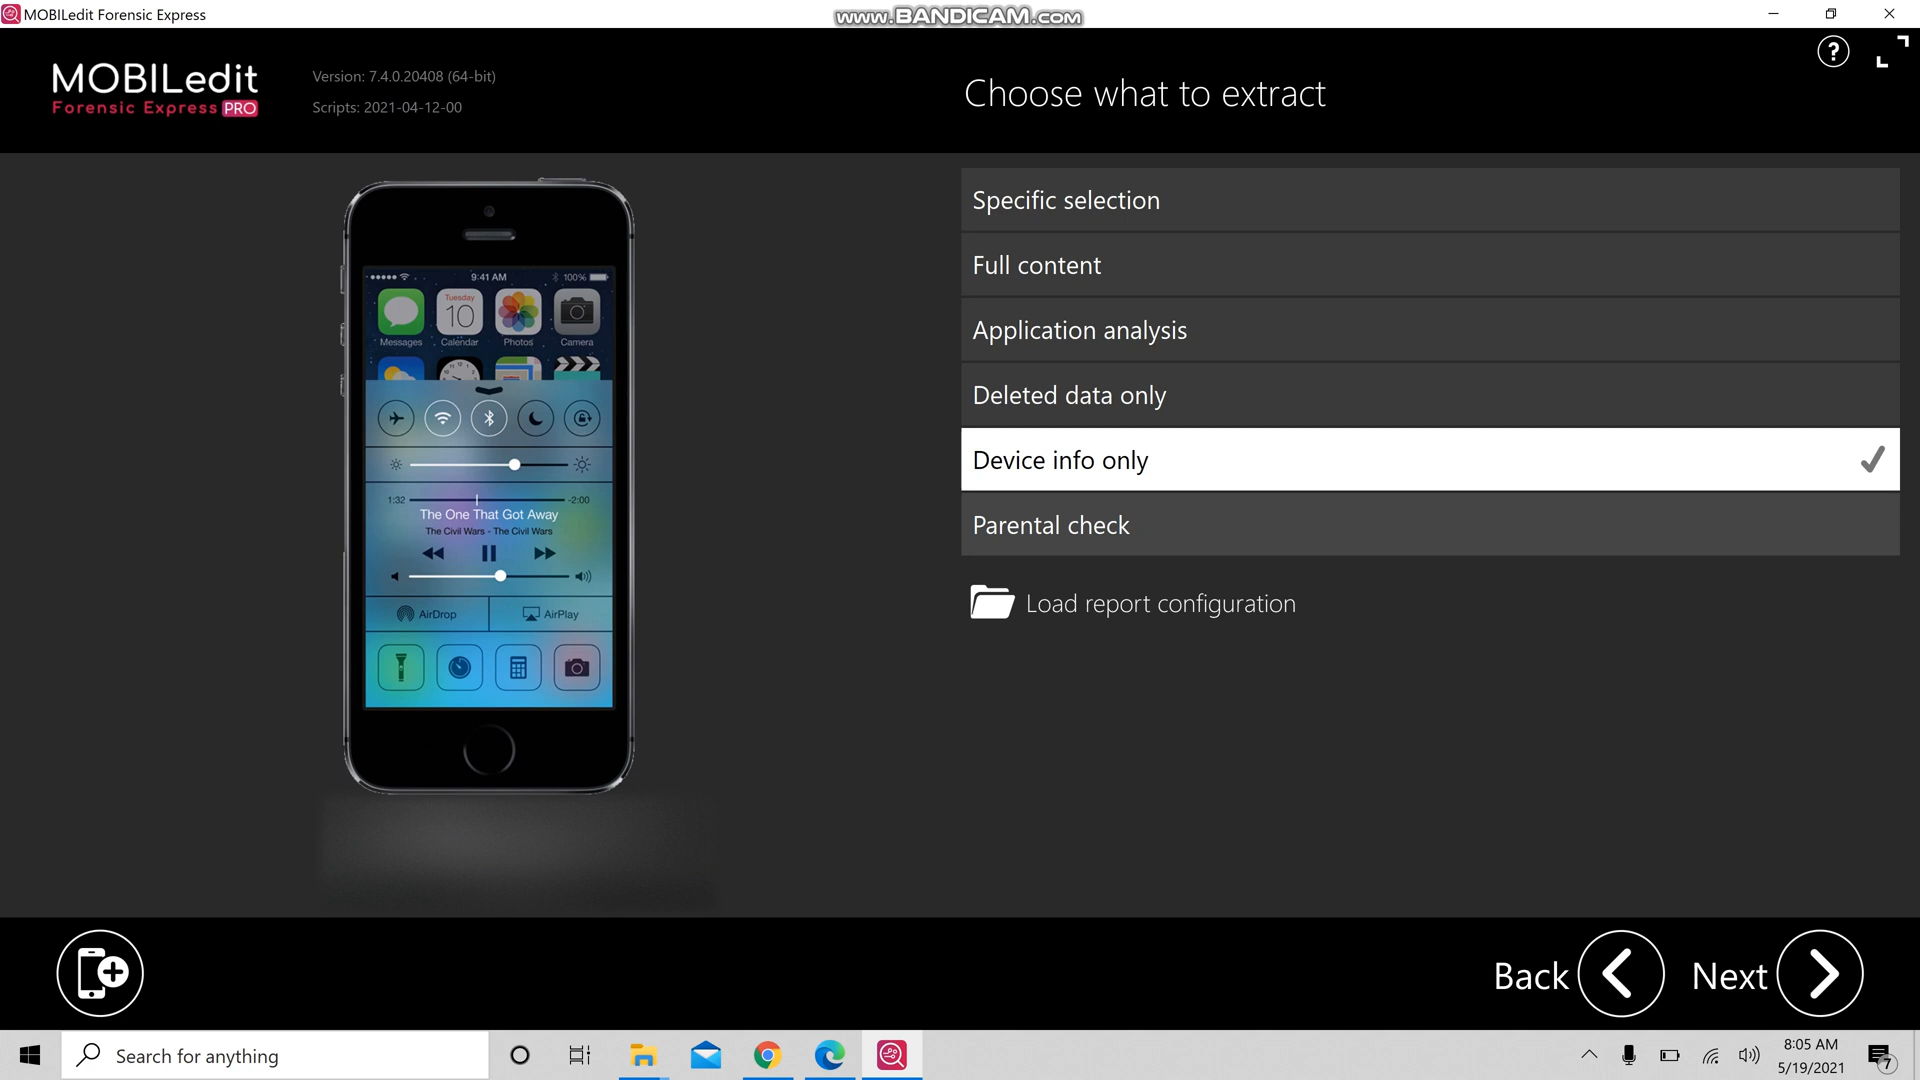 MOBILedit Forensic Express
www.BANDICAM.com
MOBILedit
Forensic Express PRO
Version: 7.4.0.20408 (64-bit)
Scripts: 2021-04-12-00
Choose what to extract
?
9:41 AM
100%
Tuesday
10
Messages
Calendar
Photos
Camera
1:32
-2:00
The One That Got Away
The Civil Wars - The Civil Wars
AirDrop
AirPlay
Specific selection
Full content
Application analysis
Deleted data only
Device info only
Parental check
Load report configuration
Back
Next
Search for anything
8:05 AM
5/19/2021
7